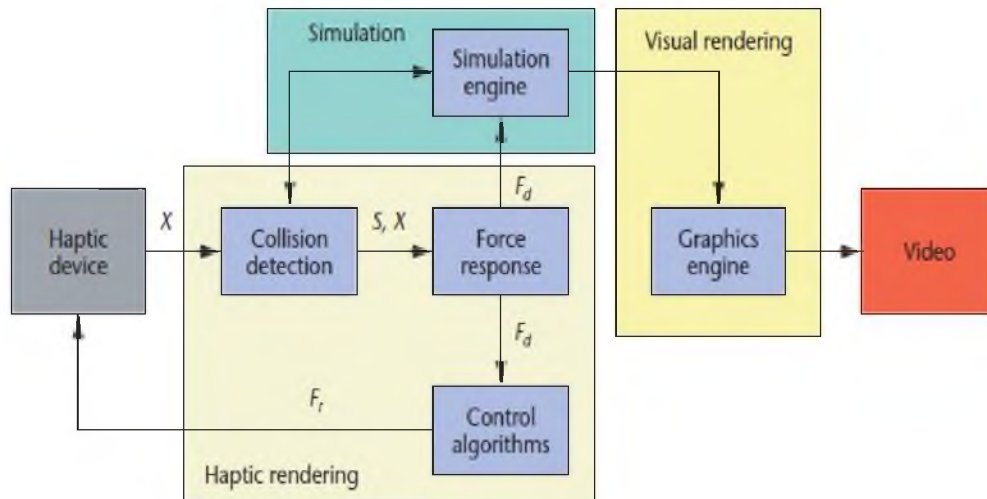 Simulation
Simulation
engine
Visual rendering
F_d
Haptic
device
X
Collision
detection
S, X
Force
response
Graphics
engine
Video
F_d
F_r
Control
algorithms
Haptic rendering